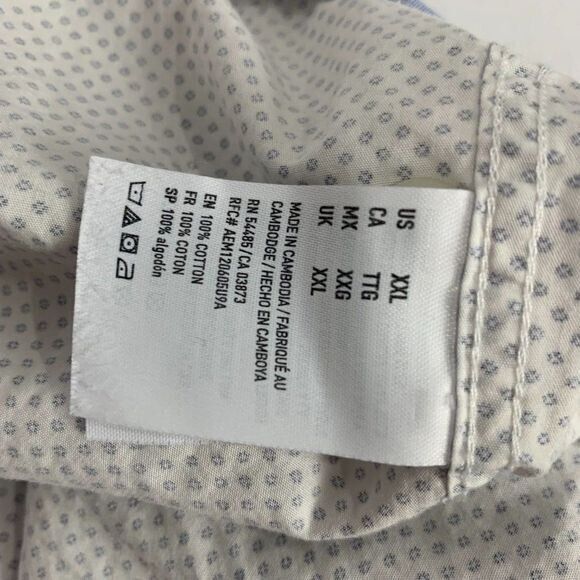 US XXL
CA TTG
MX XXG
UK XXL
MADE IN CAMBODIA / FABRIQUÉ AU
CAMBODGE / HECHO EN CAMBOYA
RN 54485 / CA 03873
RFC# AEM120605U9A
EN 100% COTTON
FR 100% COTON
SP 100% algodón